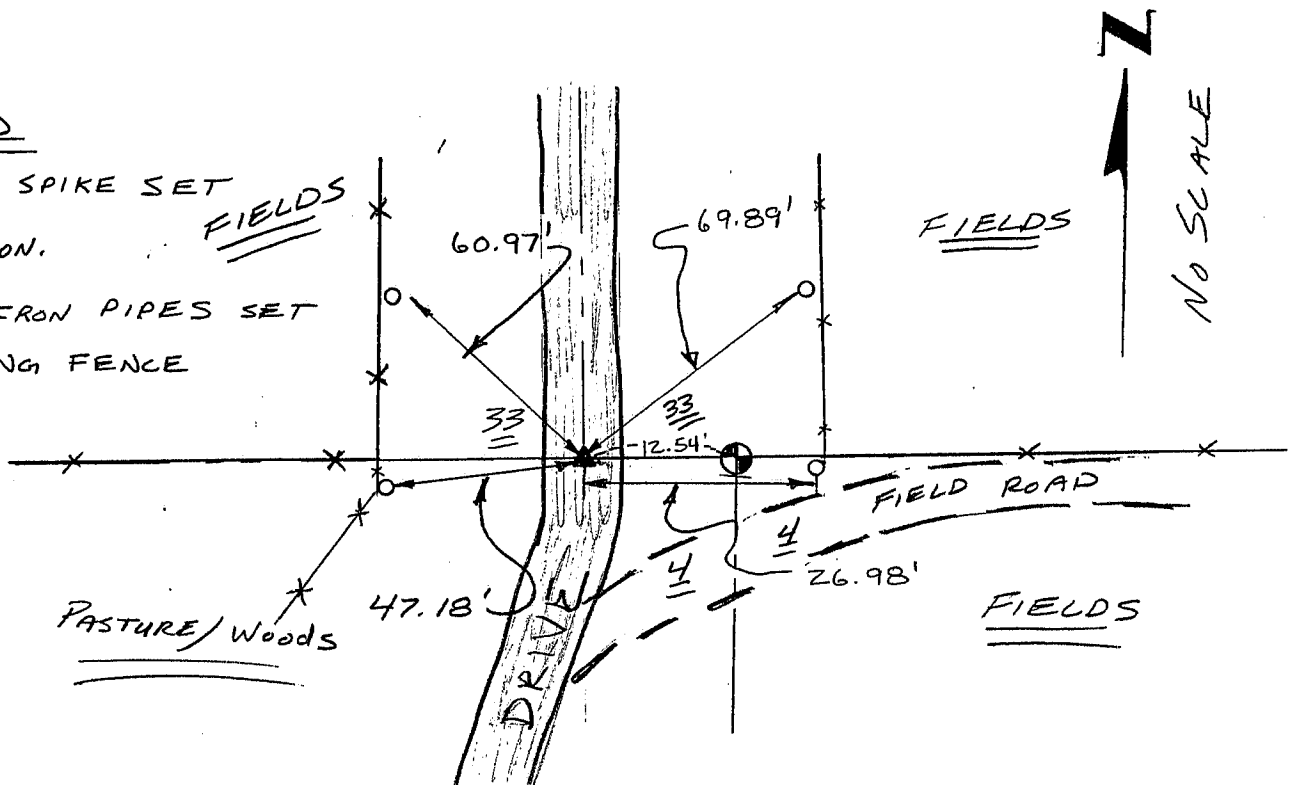 SPIKE SET
ON.
IRON PIPES SET
NG FENCE
FIELDS
60.97'
69.89'
FIELDS
N
NO SCALE
33
33
12.54'
FIELD ROAD
4
4
26.98'
47.18'
DRIVE
PASTURE/WOODS
FIELDS